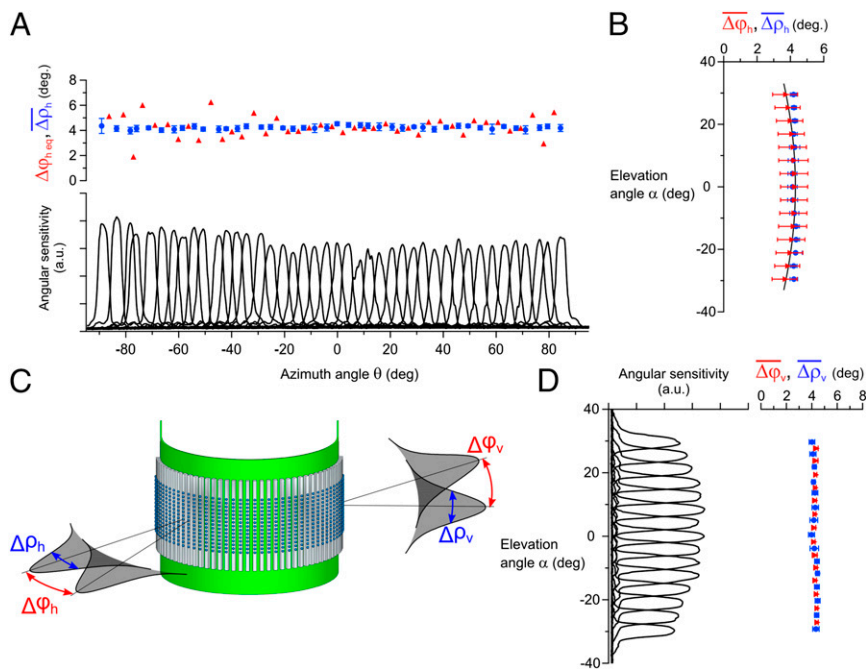 A
Δφh eq, Δρh (deg.)
8
6
4
2
0
Angular sensitivity
(a.u.)
-80 -60 -40 -20 0 20 40 60 80
Azimuth angle θ (deg)
B
Δφh, Δρh (deg.)
0 2 4 6
40
20
0
-20
-40
Elevation
angle α (deg)
C
Δρh
Δφh
Δφv
Δρv
D
Angular sensitivity
(a.u.)
Δφv, Δρv (deg)
0 2 4 6 8
40
20
0
-20
-40
Elevation
angle α (deg)